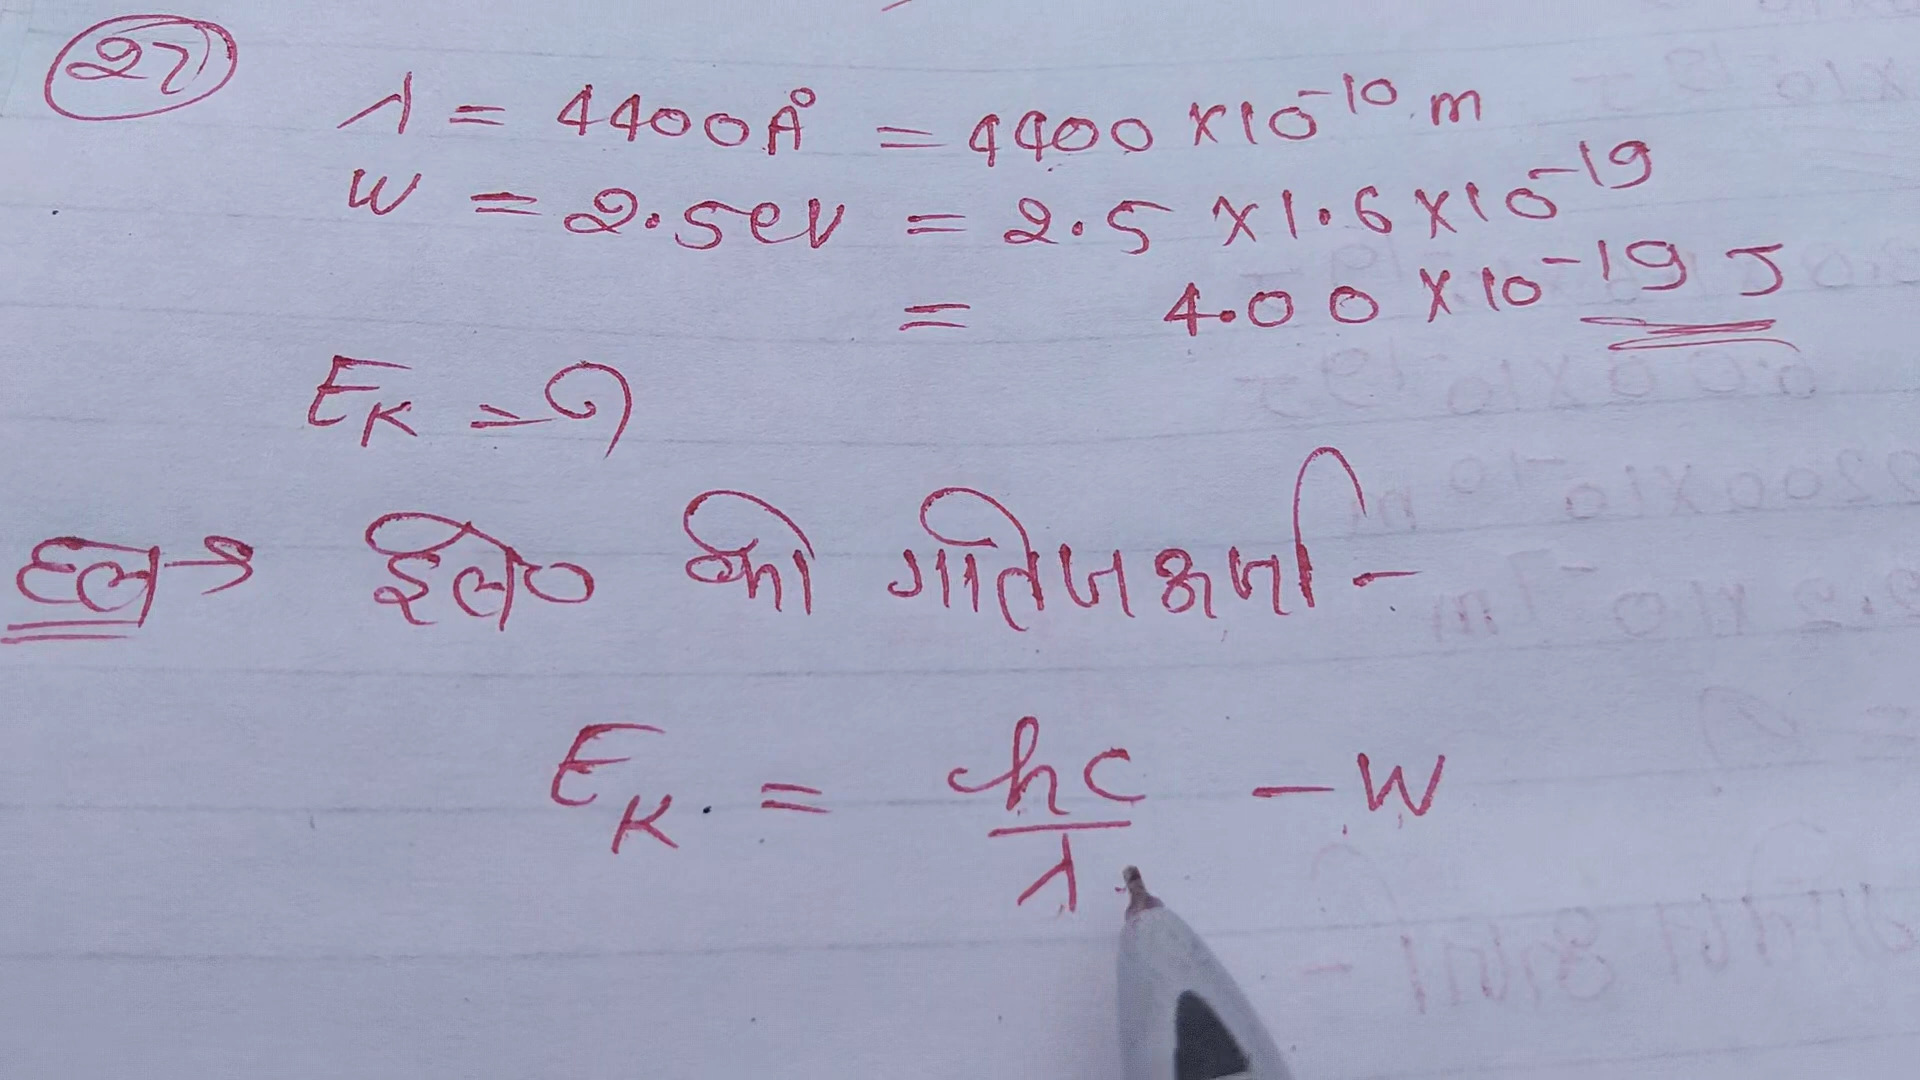 27
λ = 4400Å = 4400 × 10⁻¹⁰ m
W = 2.5eV = 2.5 × 1.6 × 10⁻¹⁹
= 4.00 × 10⁻¹⁹ J
E_K = ?
हल → इले० की गतिज ऊर्जा -
E_K = hc/λ - W